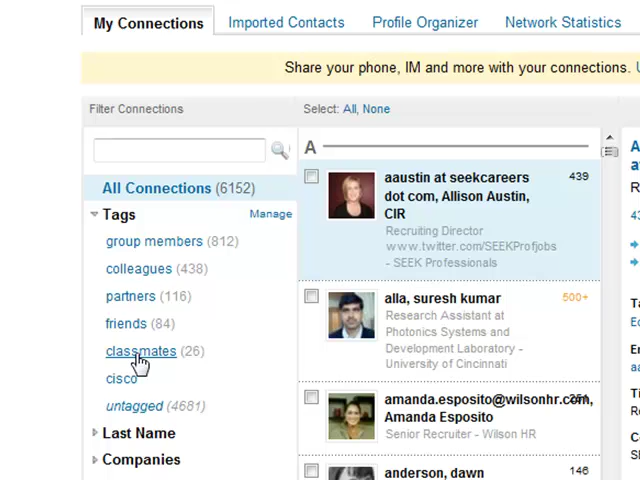 My Connections
Imported Contacts
Profile Organizer
Network Statistics
Share your phone, IM and more with your connections.
Filter Connections
Select: All, None
All Connections (6152)
Tags
Manage
group members (812)
colleagues (438)
partners (116)
friends (84)
classmates (26)
cisco
untagged (4681)
Last Name
Companies
A
aaustin at seekcareers
439
dot com, Allison Austin,
CIR
Recruiting Director
www.twitter.com/SEEKProfjobs
- SEEK Professionals
alla, suresh kumar
500+
Research Assistant at
Photonics Systems and
Development Laboratory -
University of Cincinnati
amanda.esposito@wilsonhr.com,
Amanda Esposito
Senior Recruiter - Wilson HR
anderson, dawn
146